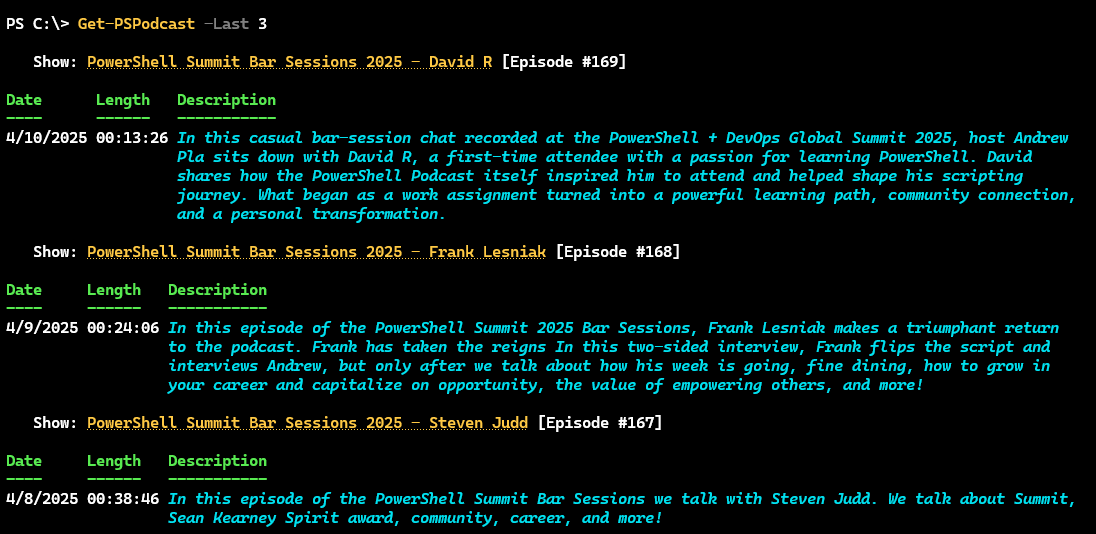 PS C:\> Get-PSPodcast -Last 3
Show: PowerShell Summit Bar Sessions 2025 - David R [Episode #169]
Date Length Description
---- ------ -----------
4/10/2025 00:13:26 In this casual bar-session chat recorded at the PowerShell + DevOps Global Summit 2025, host Andrew
Pla sits down with David R, a first-time attendee with a passion for learning PowerShell. David
shares how the PowerShell Podcast itself inspired him to attend and helped shape his scripting
journey. What began as a work assignment turned into a powerful learning path, community connection,
and a personal transformation.
Show: PowerShell Summit Bar Sessions 2025 - Frank Lesniak [Episode #168]
Date Length Description
---- ------ -----------
4/9/2025 00:24:06 In this episode of the PowerShell Summit 2025 Bar Sessions, Frank Lesniak makes a triumphant return
to the podcast. Frank has taken the reigns In this two-sided interview, Frank flips the script and
interviews Andrew, but only after we talk about how his week is going, fine dining, how to grow in
your career and capitalize on opportunity, the value of empowering others, and more!
Show: PowerShell Summit Bar Sessions 2025 - Steven Judd [Episode #167]
Date Length Description
---- ------ -----------
4/8/2025 00:38:46 In this episode of the PowerShell Summit Bar Sessions we talk with Steven Judd. We talk about Summit,
Sean Kearney Spirit award, community, career, and more!